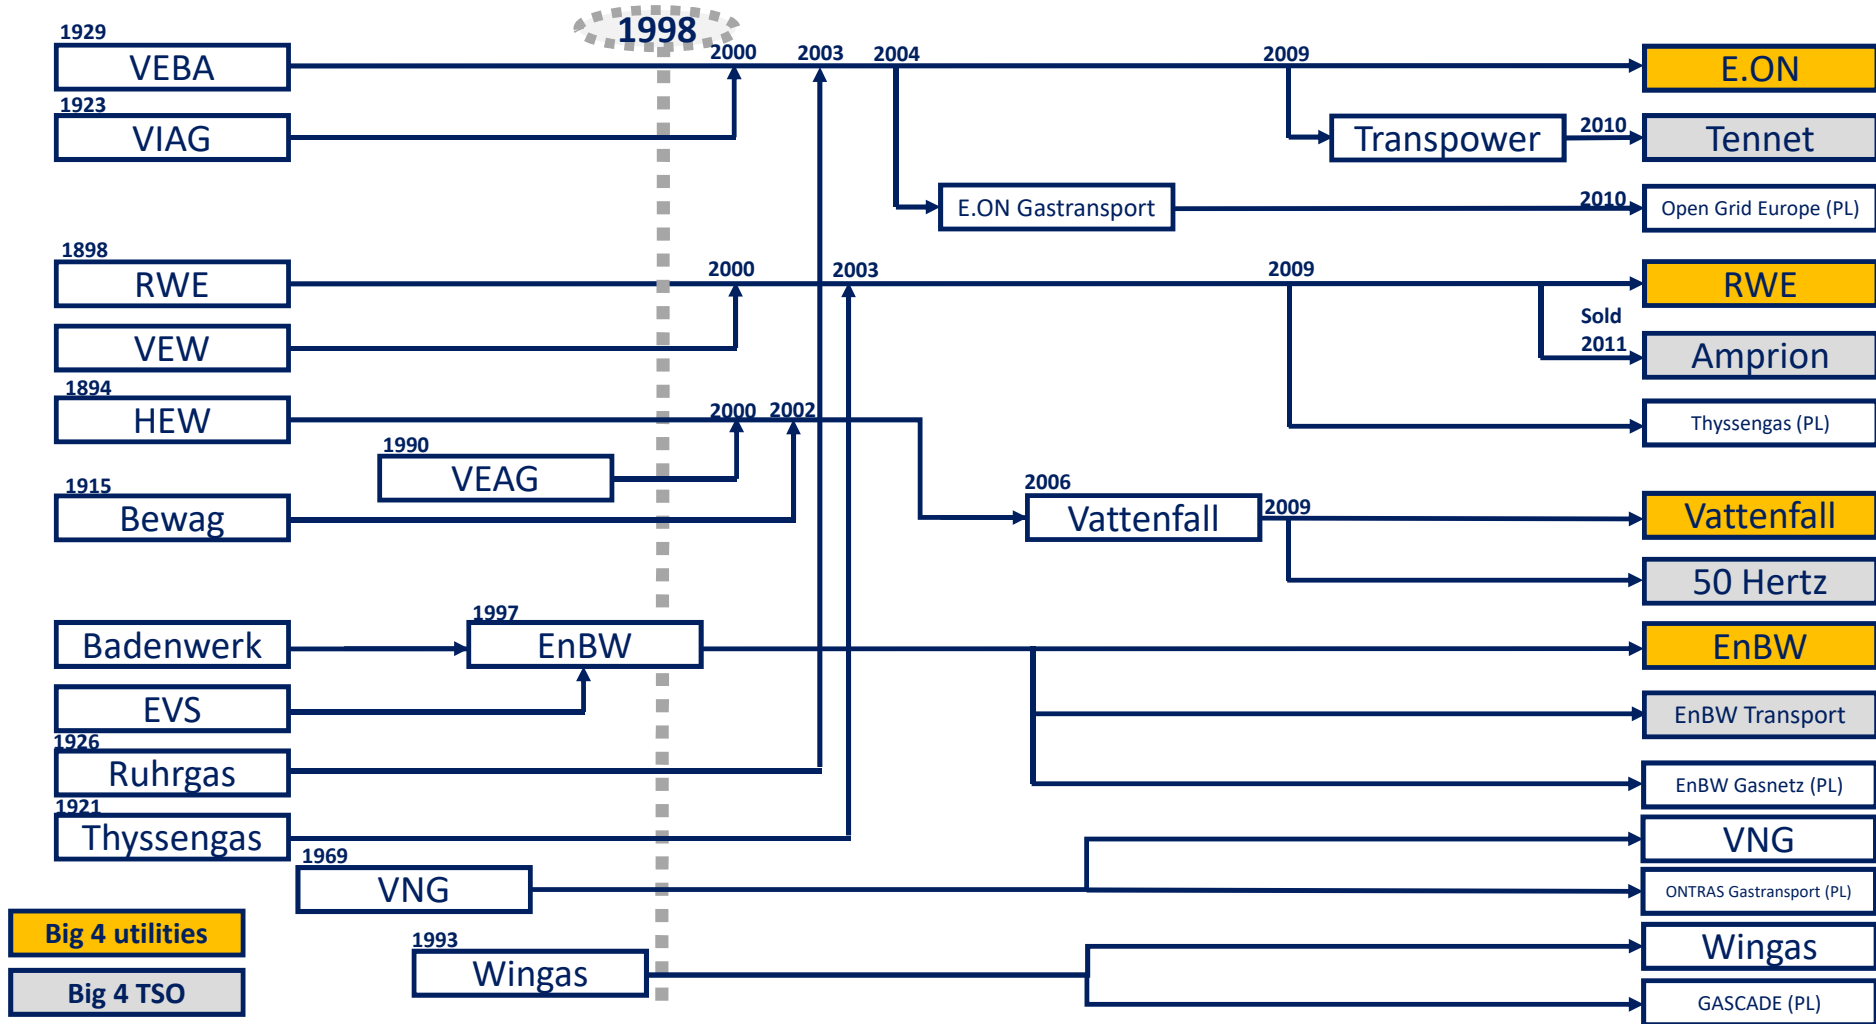 1998
1929
VEBA
2000
2003
2004
2009
E.ON
1923
VIAG
Transpower
2010
Tennet
E.ON Gastransport
2010
Open Grid Europe (PL)
1898
RWE
2000
2003
2009
RWE
VEW
Sold
2011
Amprion
1894
HEW
2000
2002
Thyssengas (PL)
1990
VEAG
1915
Bewag
2006
Vattenfall
2009
Vattenfall
50 Hertz
Badenwerk
1997
EnBW
EnBW
EVS
EnBW Transport
1926
Ruhrgas
EnBW Gasnetz (PL)
1921
Thyssengas
VNG
1969
VNG
ONTRAS Gastransport (PL)
Big 4 utilities
1993
Wingas
Wingas
Big 4 TSO
GASCADE (PL)